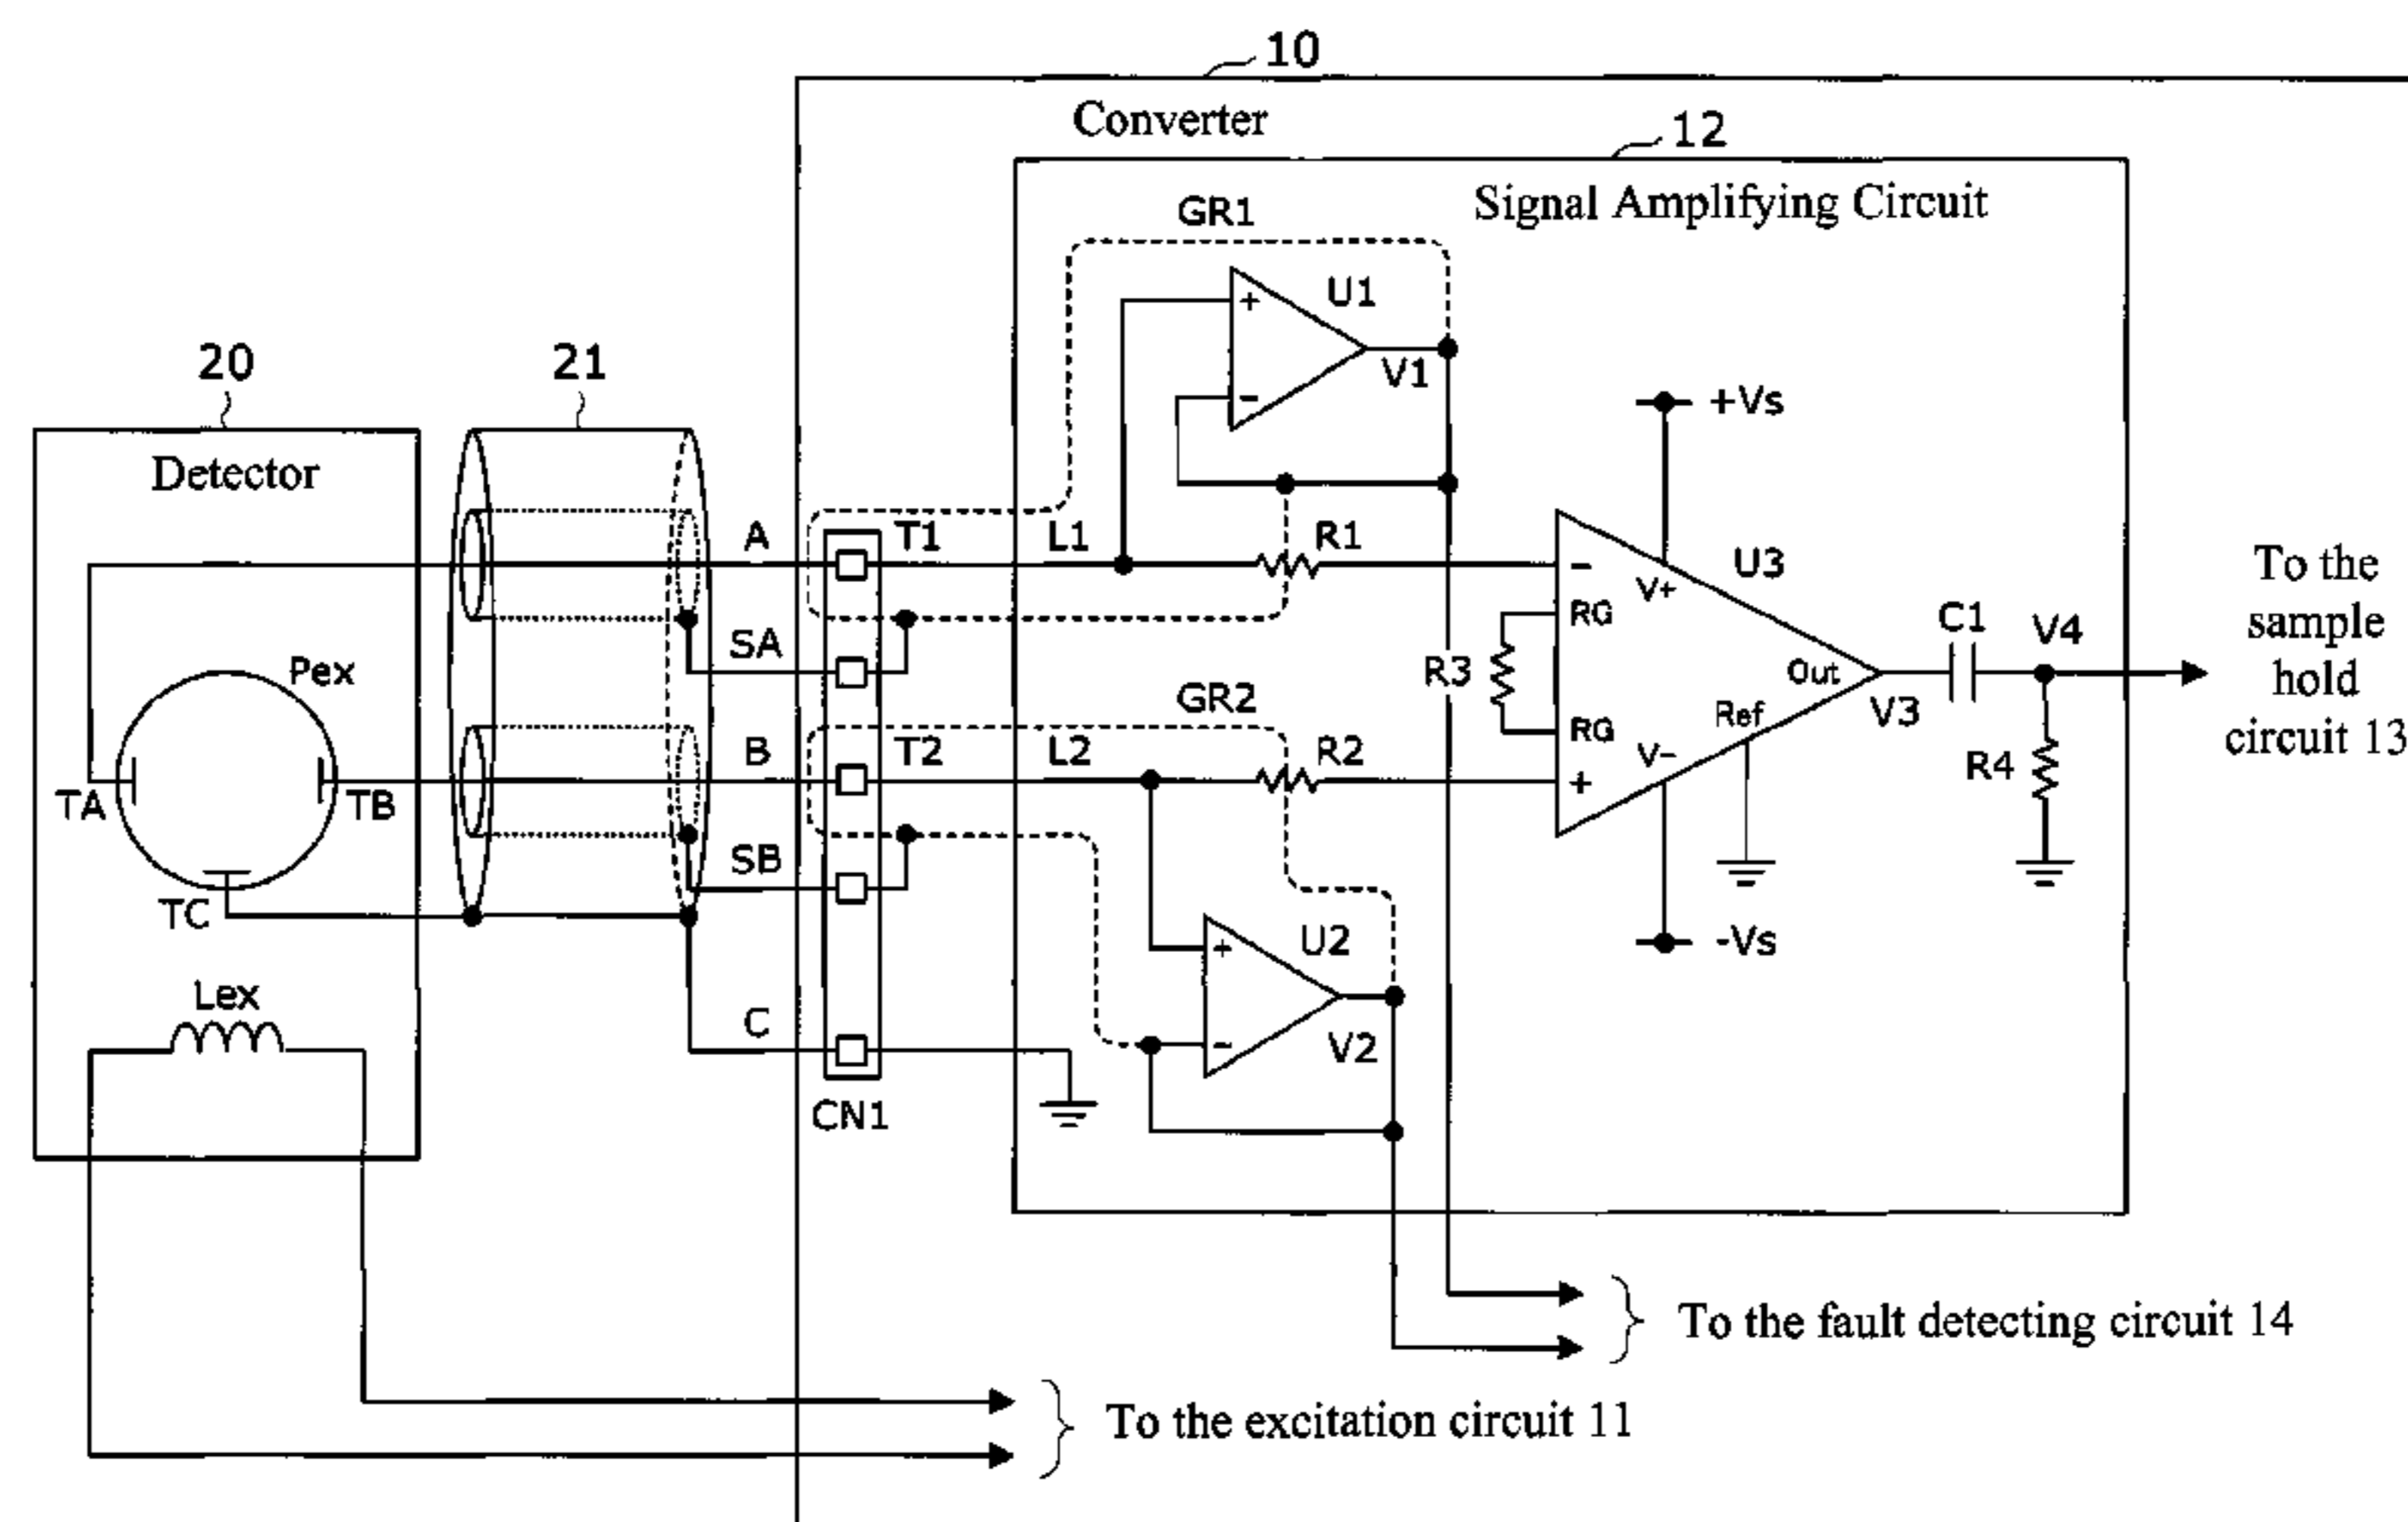 10
Converter
12
Signal Amplifying Circuit
GR1
+
U1
V1
-
20
21
Detector
+Vs
A
T1
L1
R1
-
V+
U3
To the
sample
hold
circuit 13
RG
SA
Pex
R3
Out
C1
V4
GR2
Ref
V3
RG
B
T2
L2
R2
V-
+
R4
TA
TB
SB
TC
+
U2
-Vs
Lex
C
-
V2
CN1
To the fault detecting circuit 14
To the excitation circuit 11